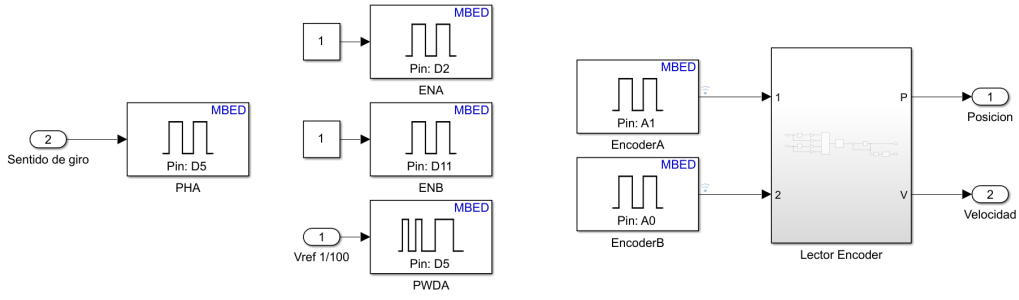 MBED
1
Pin: D2
ENA
2
Sentido de giro
MBED
Pin: D5
PHA
1
MBED
Pin: D11
ENB
1
Vref 1/100
MBED
Pin: D5
PWDA
MBED
Pin: A1
EncoderA
MBED
Pin: A0
EncoderB
1
2
P
V
Lector Encoder
1
Posicion
2
Velocidad